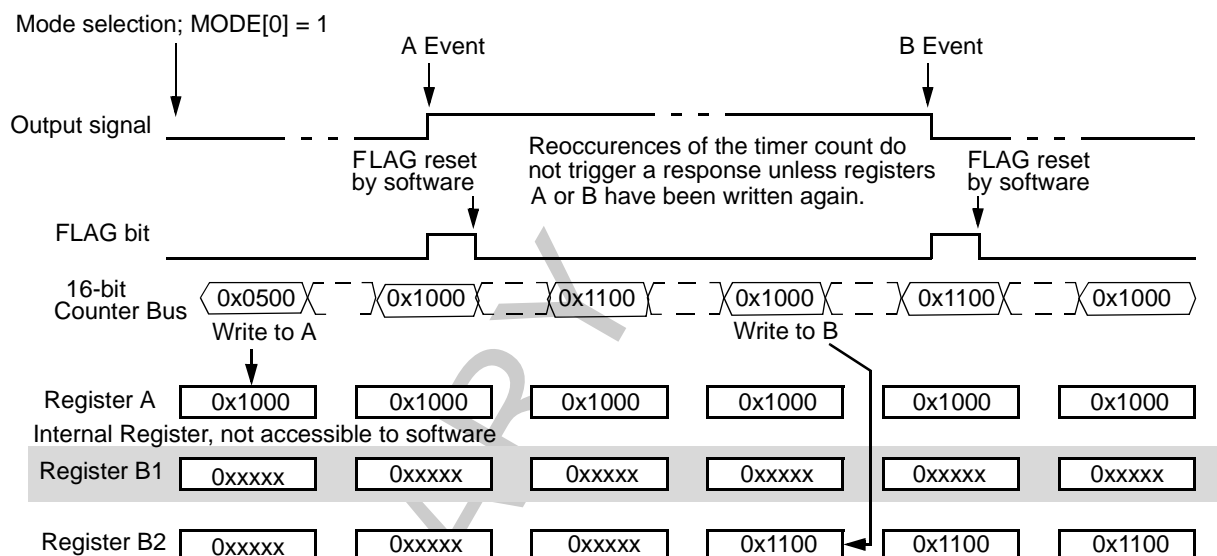 Mode selection; MODE[0] = 1
A Event
B Event
Output signal
Reoccurences of the timer count do
not trigger a response unless registers
A or B have been written again.
FLAG reset
by software
FLAG reset
by software
FLAG bit
16-bit
Counter Bus
0x0500
0x1000
0x1100
0x1000
0x1100
0x1000
Write to A
Write to B
Register A
0x1000
0x1000
0x1000
0x1000
0x1000
0x1000
Internal Register, not accessible to software
Register B1
0xxxxx
0xxxxx
0xxxxx
0xxxxx
0xxxxx
0xxxxx
Register B2
0xxxxx
0xxxxx
0xxxxx
0x1100
0x1100
0x1100